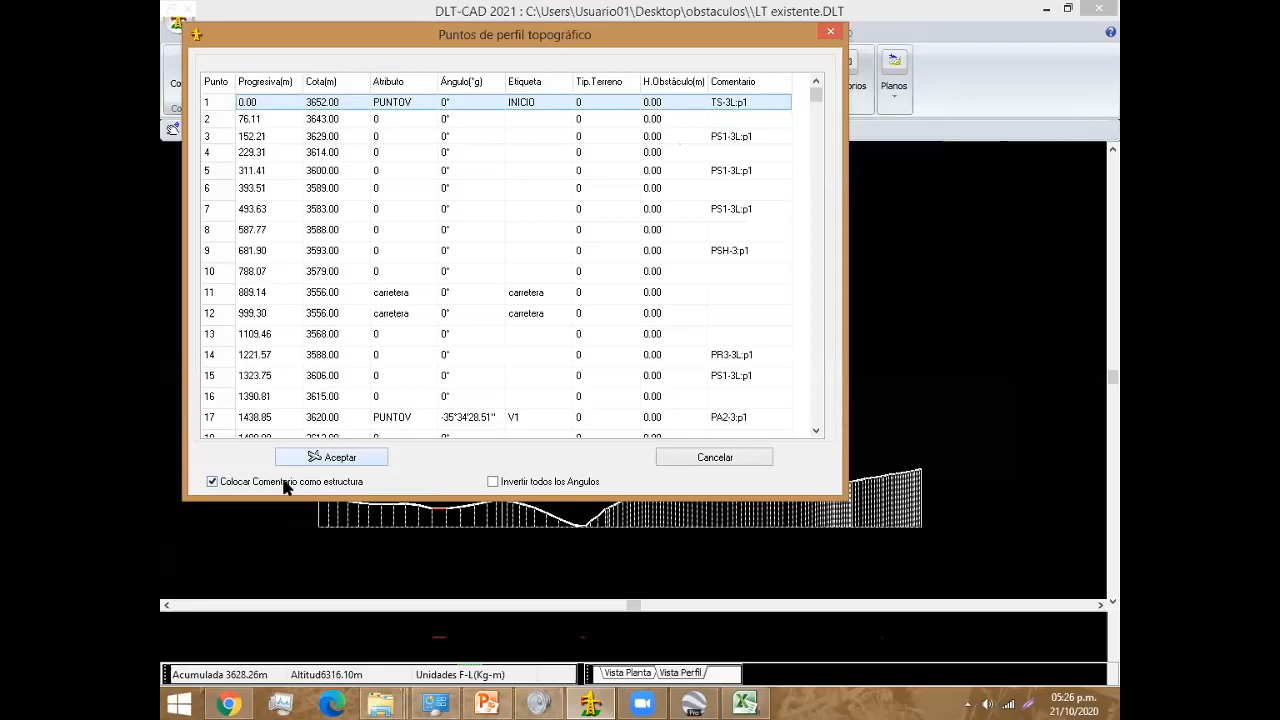 DLT-CAD 2021 : C:\Users\Usuario01\Desktop\obstaculos\\LT existente.DLT
Puntos de perfil topográfico
Co
Planos
Punto Progresiva(m) Cota(m) Atributo Ángulo(°g) Etiqueta Tip.Terreno H.Obstáculo(m) Comentario
1 0.00 3652.00 PUNTOV 0° INICIO 0 0.00 TS-3L:p1
2 76.11 3643.00 0 0° 0 0.00
3 152.21 3629.00 0 0° 0 0.00 PS1-3L:p1
4 229.31 3614.00 0 0° 0 0.00
5 311.41 3600.00 0 0° 0 0.00 PS1-3L:p1
6 393.51 3589.00 0 0° 0 0.00
7 493.63 3583.00 0 0° 0 0.00 PS1-3L:p1
8 587.77 3588.00 0 0° 0 0.00
9 681.90 3593.00 0 0° 0 0.00 PSH-3:p1
10 788.07 3579.00 0 0° 0 0.00
11 889.14 3556.00 carretera 0° carretera 0 0.00
12 999.30 3556.00 carretera 0° carretera 0 0.00
13 1109.46 3568.00 0 0° 0 0.00
14 1221.57 3588.00 0 0° 0 0.00 PR3-3L:p1
15 1323.75 3606.00 0 0° 0 0.00 PS1-3L:p1
16 1390.81 3615.00 0 0° 0 0.00
17 1438.85 3620.00 PUNTOV -35°34'28.51" V1 0 0.00 PA2-3:p1
Aceptar Cancelar
Colocar Comentario como estructura Invertir todos los Angulos
Acumulada 3628.26m Altitud6316.10m Unidades F-L(Kg-m) Vista Planta Vista Perfil
05:26 p.m.
21/10/2020